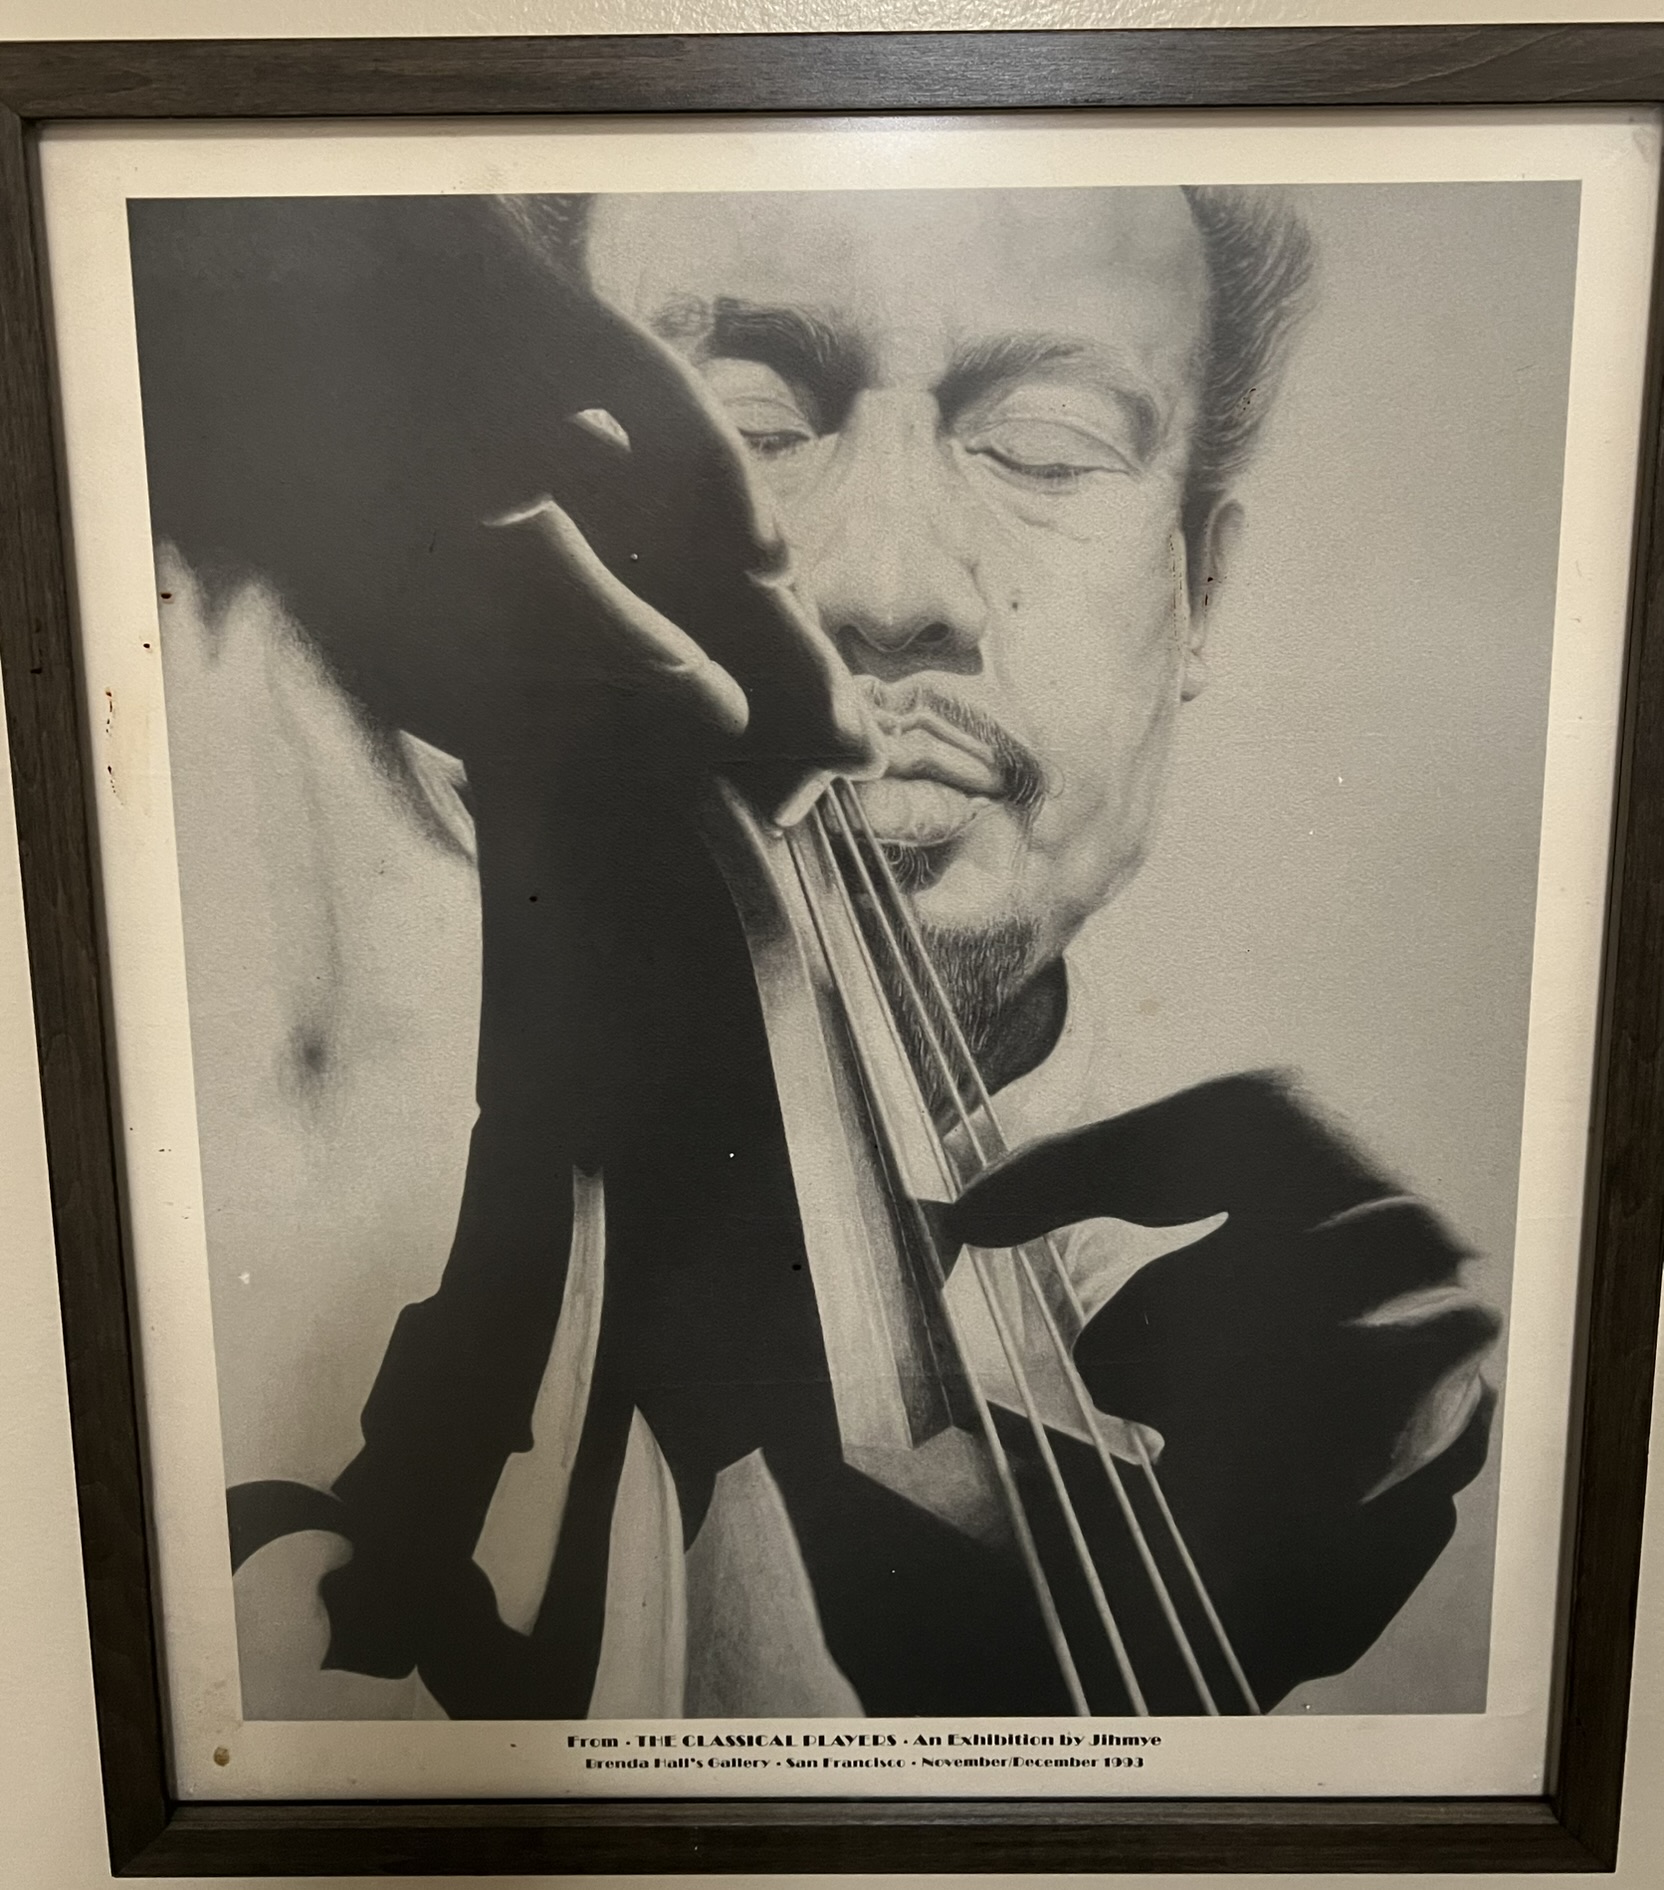 From • THE CLASSICAL PLAYERS • An Exhibition by Jihmye
Brenda Hall's Gallery • San Francisco • November/December 1993